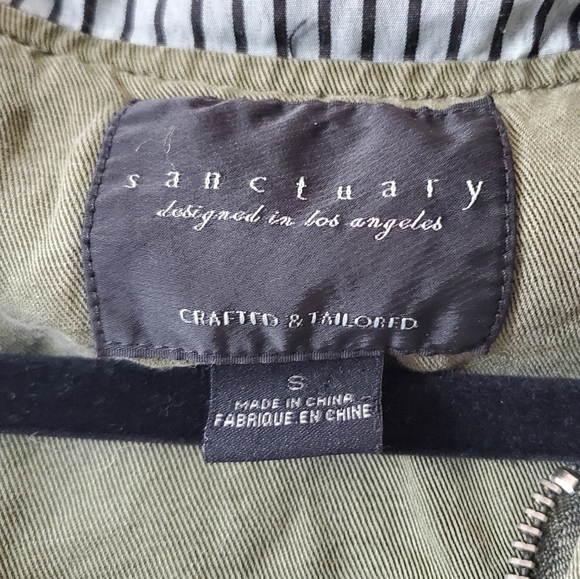 sanctuary
designed in los angeles
CRAFTED & TAILORED
S
MADE IN CHINA
FABRIQUE EN CHINE